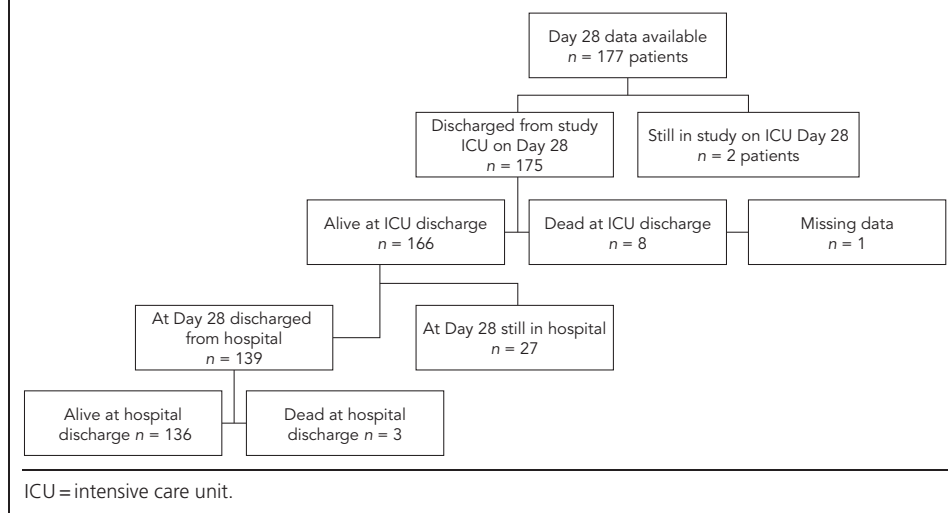 Day 28 data available
n = 177 patients
Discharged from study
ICU on Day 28
n = 175
Still in study on ICU Day 28
n = 2 patients
Alive at ICU discharge
n = 166
Dead at ICU discharge
n = 8
Missing data
n = 1
At Day 28 discharged
from hospital
n = 139
At Day 28 still in hospital
n = 27
Alive at hospital
discharge n = 136
Dead at hospital
discharge n = 3
ICU = intensive care unit.